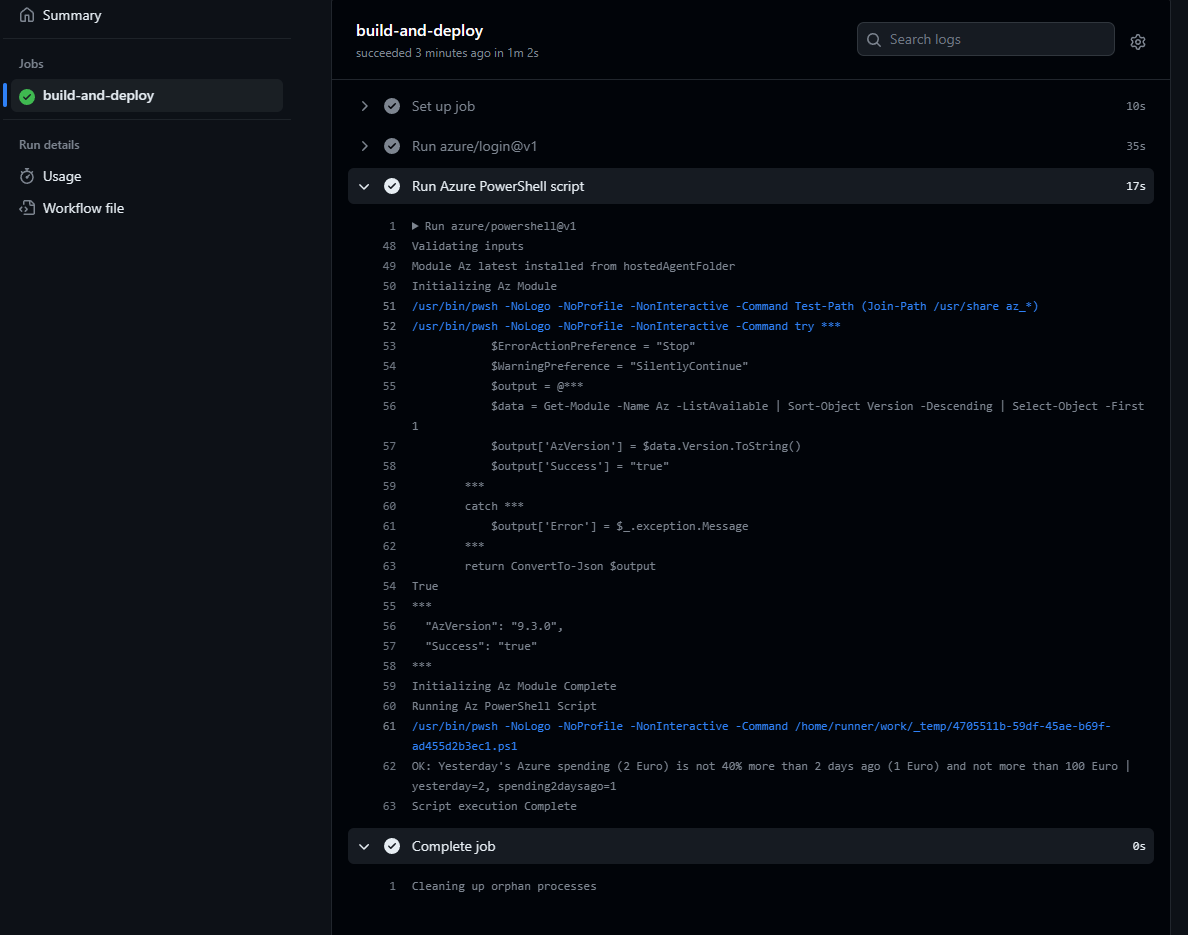 Summary
Jobs
build-and-deploy
Run details
Usage
Workflow file
build-and-deploy
succeeded 3 minutes ago in 1m 2s
Search logs
Set up job 10s
Run azure/login@v1 35s
Run Azure PowerShell script 17s
1 ▶ Run azure/powershell@v1
48 Validating inputs
49 Module Az latest installed from hostedAgentFolder
50 Initializing Az Module
51 /usr/bin/pwsh -NoLogo -NoProfile -NonInteractive -Command Test-Path (Join-Path /usr/share az_*)
52 /usr/bin/pwsh -NoLogo -NoProfile -NonInteractive -Command try ***
53 $ErrorActionPreference = "Stop"
54 $WarningPreference = "SilentlyContinue"
55 $output = @***
56 $data = Get-Module -Name Az -ListAvailable | Sort-Object Version -Descending | Select-Object -First
1
57 $output['AzVersion'] = $data.Version.ToString()
58 $output['Success'] = "true"
59 ***
60 catch ***
61 $output['Error'] = $_.exception.Message
62 ***
63 return ConvertTo-Json $output
54 True
55 ***
56 "AzVersion": "9.3.0",
57 "Success": "true"
58 ***
59 Initializing Az Module Complete
60 Running Az PowerShell Script
61 /usr/bin/pwsh -NoLogo -NoProfile -NonInteractive -Command /home/runner/work/_temp/4705511b-59df-45ae-b69f-
ad455d2b3ec1.ps1
62 OK: Yesterday's Azure spending (2 Euro) is not 40% more than 2 days ago (1 Euro) and not more than 100 Euro |
yesterday=2, spending2daysago=1
63 Script execution Complete
Complete job 0s
1 Cleaning up orphan processes